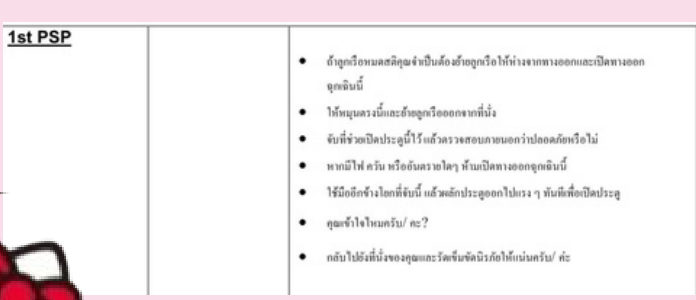 1st PSP
ถ้าลูกเรือหมดสติคุณจำเป็นต้องย้ายลูกเรือให้ห่างจากทางออกและเปิดทางออก
ฉุกเฉินนี้
ให้หมุนตรงนี้และย้ายลูกเรือออกจากที่นั่ง
จับที่ช่วยเปิดประตูนี้ไว้แล้วตรวจสอบภายนอกว่าปลอดภัยหรือไม่
หากมีไฟ ควัน หรืออันตรายใดๆ ห้ามเปิดทางออกฉุกเฉินนี้
ใช้มืออีกข้างโยกที่จับนี้ แล้วผลักประตูออกไปแรง ๆ ทันทีเพื่อเปิดประตู
คุณเข้าใจไหมครับ/ คะ?
กลับไปยังที่นั่งของคุณและรัดเข็มขัดนิรภัยให้แน่นครับ/ ค่ะ